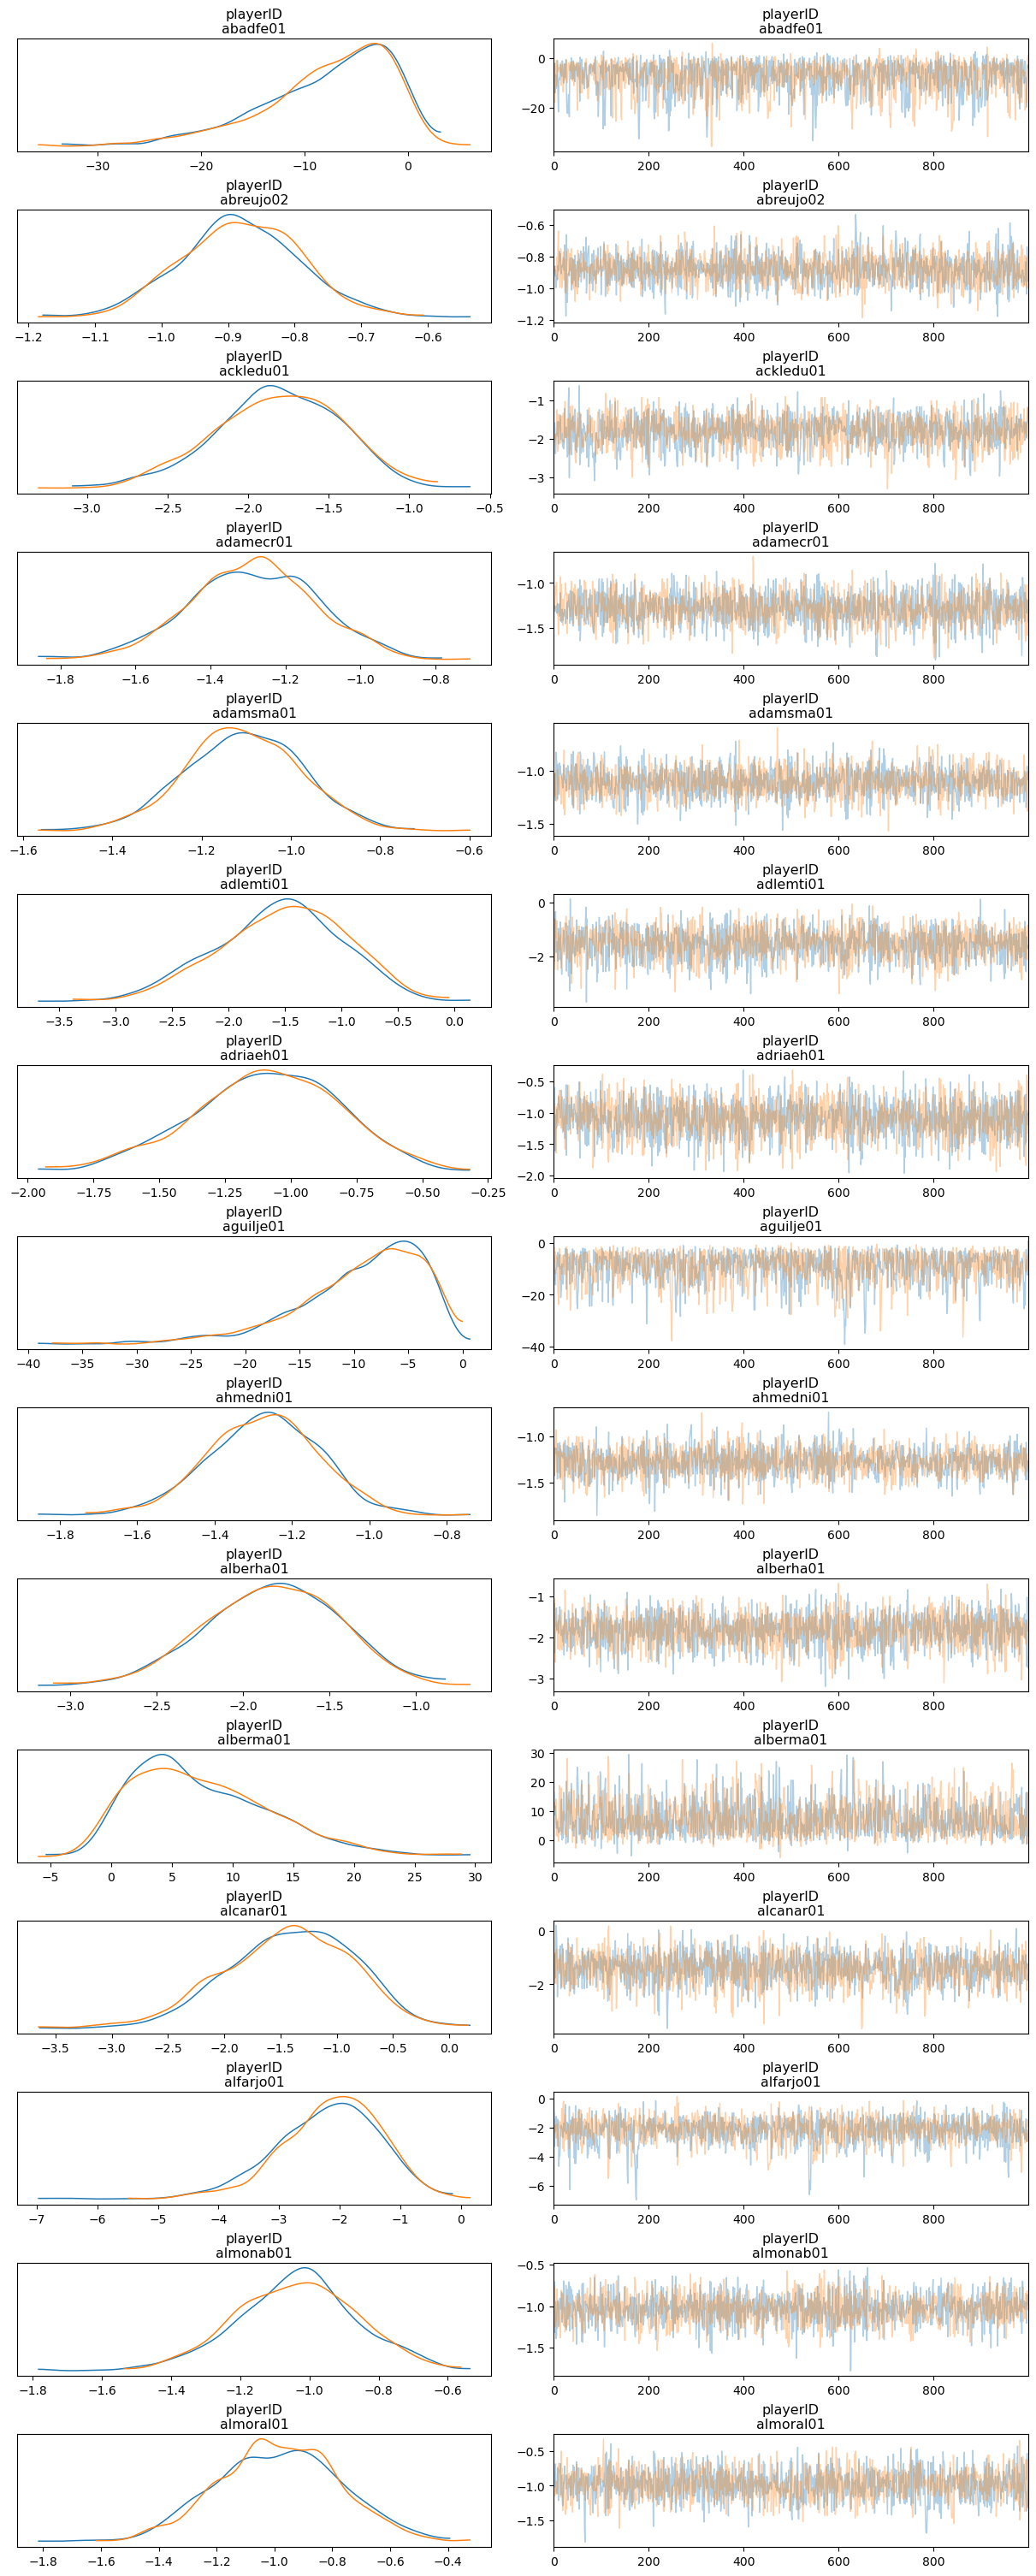 playerID
abadfe01
−30 −20 −10 0
playerID
abadfe01
0
−20
0 200 400 600 800
playerID
abreujo02
−1.2 −1.1 −1.0 −0.9 −0.8 −0.7 −0.6
playerID
abreujo02
−0.6
−0.8
−1.0
−1.2
0 200 400 600 800
playerID
ackledu01
−3.0 −2.5 −2.0 −1.5 −1.0 −0.5
playerID
ackledu01
−1
−2
−3
0 200 400 600 800
playerID
adamecr01
−1.8 −1.6 −1.4 −1.2 −1.0 −0.8
playerID
adamecr01
−1.0
−1.5
0 200 400 600 800
playerID
adamsma01
−1.6 −1.4 −1.2 −1.0 −0.8 −0.6
playerID
adamsma01
−1.0
−1.5
0 200 400 600 800
playerID
adlemti01
−3.5 −3.0 −2.5 −2.0 −1.5 −1.0 −0.5 0.0
playerID
adlemti01
0
−2
0 200 400 600 800
playerID
adriaeh01
−2.00 −1.75 −1.50 −1.25 −1.00 −0.75 −0.50 −0.25
playerID
adriaeh01
−0.5
−1.0
−1.5
−2.0
0 200 400 600 800
playerID
aguilje01
−40 −35 −30 −25 −20 −15 −10 −5 0
playerID
aguilje01
0
−20
−40
0 200 400 600 800
playerID
ahmedni01
−1.8 −1.6 −1.4 −1.2 −1.0 −0.8
playerID
ahmedni01
−1.0
−1.5
0 200 400 600 800
playerID
alberha01
−3.0 −2.5 −2.0 −1.5 −1.0
playerID
alberha01
−1
−2
−3
0 200 400 600 800
playerID
alberma01
−5 0 5 10 15 20 25 30
playerID
alberma01
30
20
10
0
0 200 400 600 800
playerID
alcanar01
−3.5 −3.0 −2.5 −2.0 −1.5 −1.0 −0.5 0.0
playerID
alcanar01
0
−2
0 200 400 600 800
playerID
alfarjo01
−7 −6 −5 −4 −3 −2 −1 0
playerID
alfarjo01
0
−2
−4
−6
0 200 400 600 800
playerID
almonab01
−1.8 −1.6 −1.4 −1.2 −1.0 −0.8 −0.6
playerID
almonab01
−0.5
−1.0
−1.5
0 200 400 600 800
playerID
almoral01
−1.8 −1.6 −1.4 −1.2 −1.0 −0.8 −0.6 −0.4
playerID
almoral01
−0.5
−1.0
−1.5
0 200 400 600 800